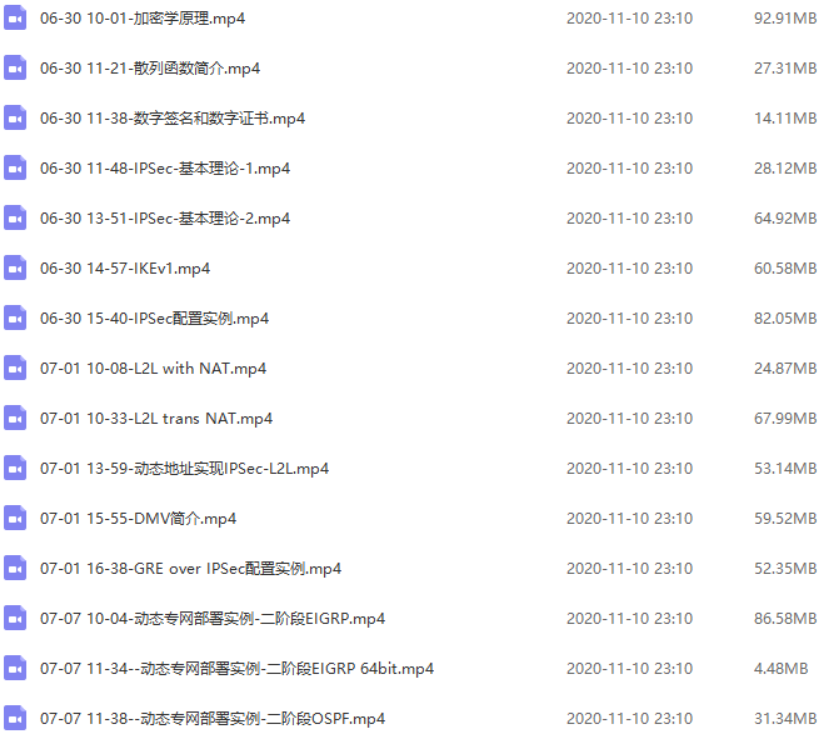 06-30 10-01-加密学原理.mp4 2020-11-10 23:10 92.91MB
06-30 11-21-散列函数简介.mp4 2020-11-10 23:10 27.31MB
06-30 11-38-数字签名和数字证书.mp4 2020-11-10 23:10 14.11MB
06-30 11-48-IPSec-基本理论-1.mp4 2020-11-10 23:10 28.12MB
06-30 13-51-IPSec-基本理论-2.mp4 2020-11-10 23:10 64.92MB
06-30 14-57-IKEv1.mp4 2020-11-10 23:10 60.58MB
06-30 15-40-IPSec配置实例.mp4 2020-11-10 23:10 82.05MB
07-01 10-08-L2L with NAT.mp4 2020-11-10 23:10 24.87MB
07-01 10-33-L2L trans NAT.mp4 2020-11-10 23:10 67.99MB
07-01 13-59-动态地址实现IPSec-L2L.mp4 2020-11-10 23:10 53.14MB
07-01 15-55-DMV简介.mp4 2020-11-10 23:10 59.52MB
07-01 16-38-GRE over IPSec配置实例.mp4 2020-11-10 23:10 52.35MB
07-07 10-04-动态专网部署实例-二阶段EIGRP.mp4 2020-11-10 23:10 86.58MB
07-07 11-34--动态专网部署实例-二阶段EIGRP 64bit.mp4 2020-11-10 23:10 4.48MB
07-07 11-38--动态专网部署实例-二阶段OSPF.mp4 2020-11-10 23:10 31.34MB